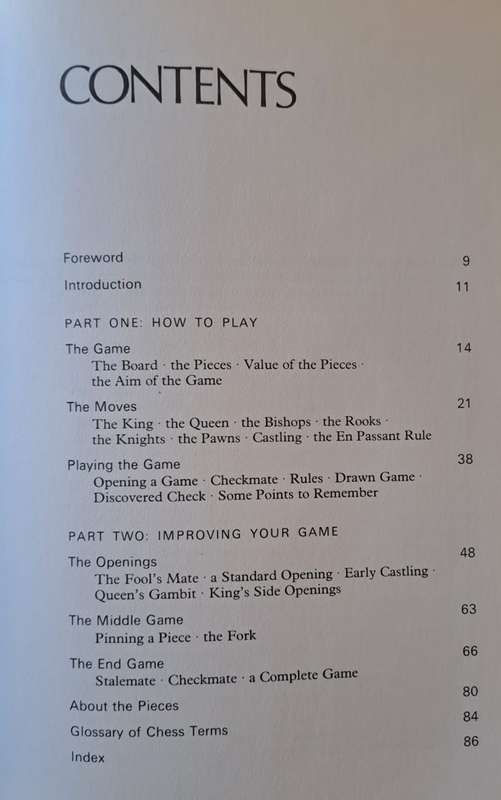 CONTENTS
Foreword 9
Introduction 11
PART ONE: HOW TO PLAY
The Game 14
The Board · the Pieces · Value of the Pieces ·
the Aim of the Game
The Moves 21
The King · the Queen · the Bishops · the Rooks ·
the Knights · the Pawns · Castling · the En Passant Rule
Playing the Game 38
Opening a Game · Checkmate · Rules · Drawn Game ·
Discovered Check · Some Points to Remember
PART TWO: IMPROVING YOUR GAME
The Openings 48
The Fool's Mate · a Standard Opening · Early Castling ·
Queen's Gambit · King's Side Openings
The Middle Game 63
Pinning a Piece · the Fork
The End Game 66
Stalemate · Checkmate · a Complete Game
About the Pieces 80
Glossary of Chess Terms 84
Index 86